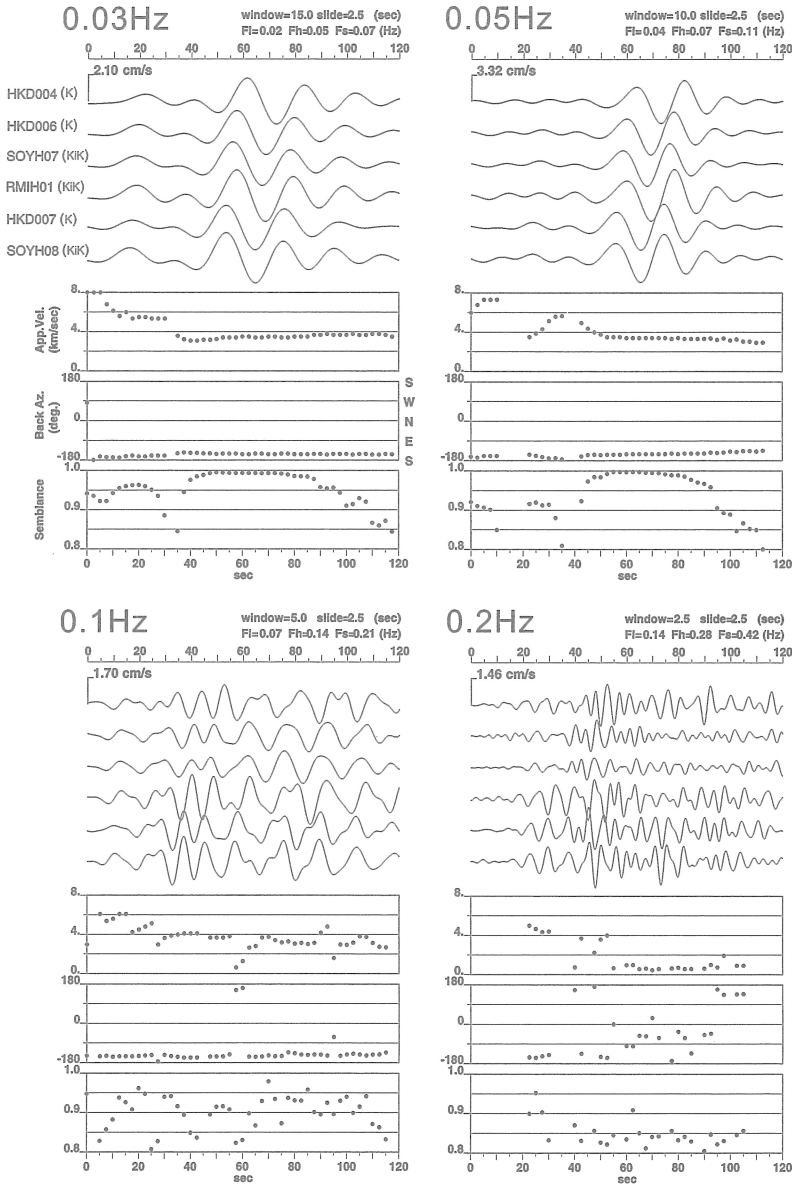 0.03Hz
window=15.0 slide=2.5 (sec)
Fl=0.02 Fh=0.05 Fs=0.07 (Hz)
0 20 40 60 80 100 120
2.10 cm/s
HKD004 (K)
HKD006 (K)
SOYH07 (KiK)
RMIH01 (KiK)
HKD007 (K)
SOYH08 (KiK)
App.Vel. (km/sec)
8.
4.
0.
Back Az. (deg.)
180
0.
-180
S
W
N
E
S
Semblance
1.0
0.9
0.8
0 20 40 60 80 100 120
sec
0.05Hz
window=10.0 slide=2.5 (sec)
Fl=0.04 Fh=0.07 Fs=0.11 (Hz)
0 20 40 60 80 100 120
3.32 cm/s
8.
4.
0.
180
0.
-180
1.0
0.9
0.8
0 20 40 60 80 100 120
sec
0.1Hz
window=5.0 slide=2.5 (sec)
Fl=0.07 Fh=0.14 Fs=0.21 (Hz)
0 20 40 60 80 100 120
1.70 cm/s
8.
4.
0.
180
0.
-180
1.0
0.9
0.8
0 20 40 60 80 100 120
sec
0.2Hz
window=2.5 slide=2.5 (sec)
Fl=0.14 Fh=0.28 Fs=0.42 (Hz)
0 20 40 60 80 100 120
1.46 cm/s
8.
4.
0.
180
0.
-180
1.0
0.9
0.8
0 20 40 60 80 100 120
sec